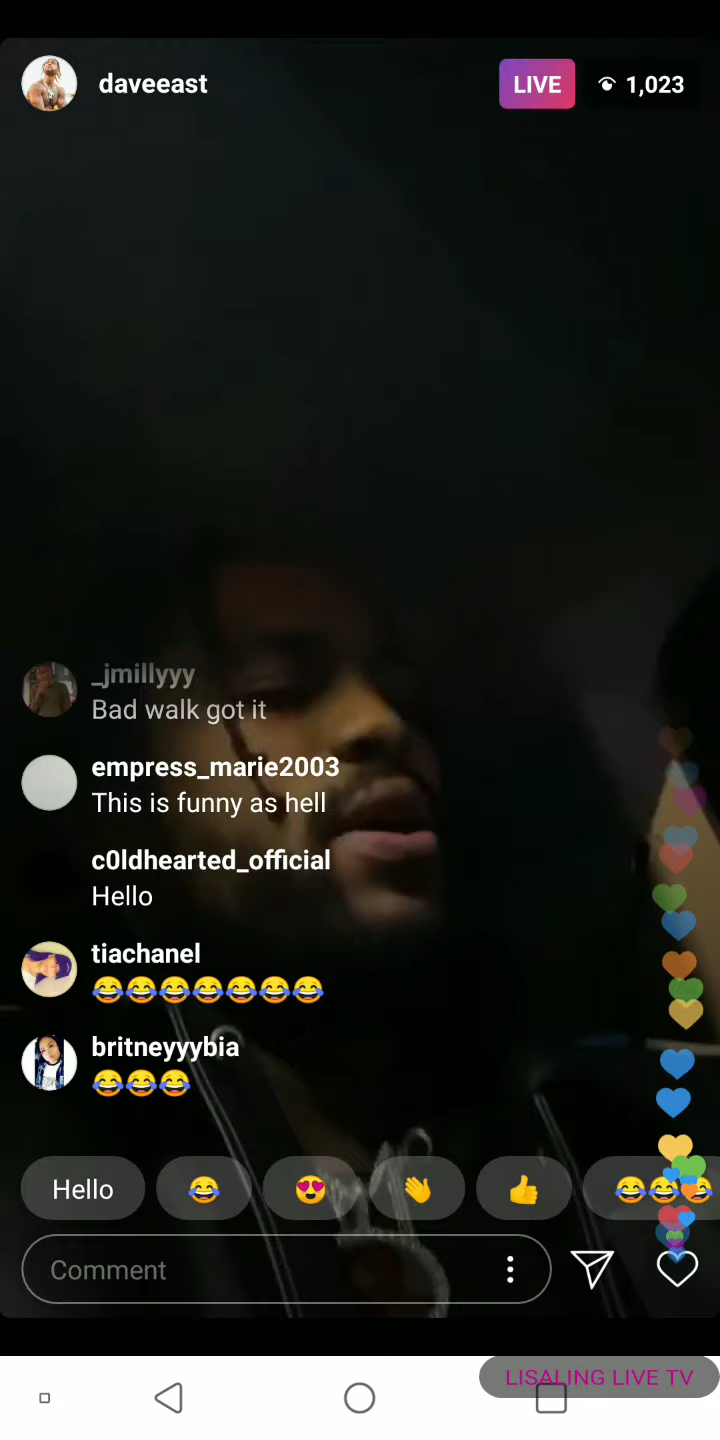 daveeast
LIVE
1,023
_jmillyyy
Bad walk got it
empress_marie2003
This is funny as hell
c0ldhearted_official
Hello
tiachanel
😂😂😂😂😂😂😂
britneyyybia
😂😂😂
Hello 😂 😍 👋 👍 😂😂😂
Comment
LISALING LIVE TV